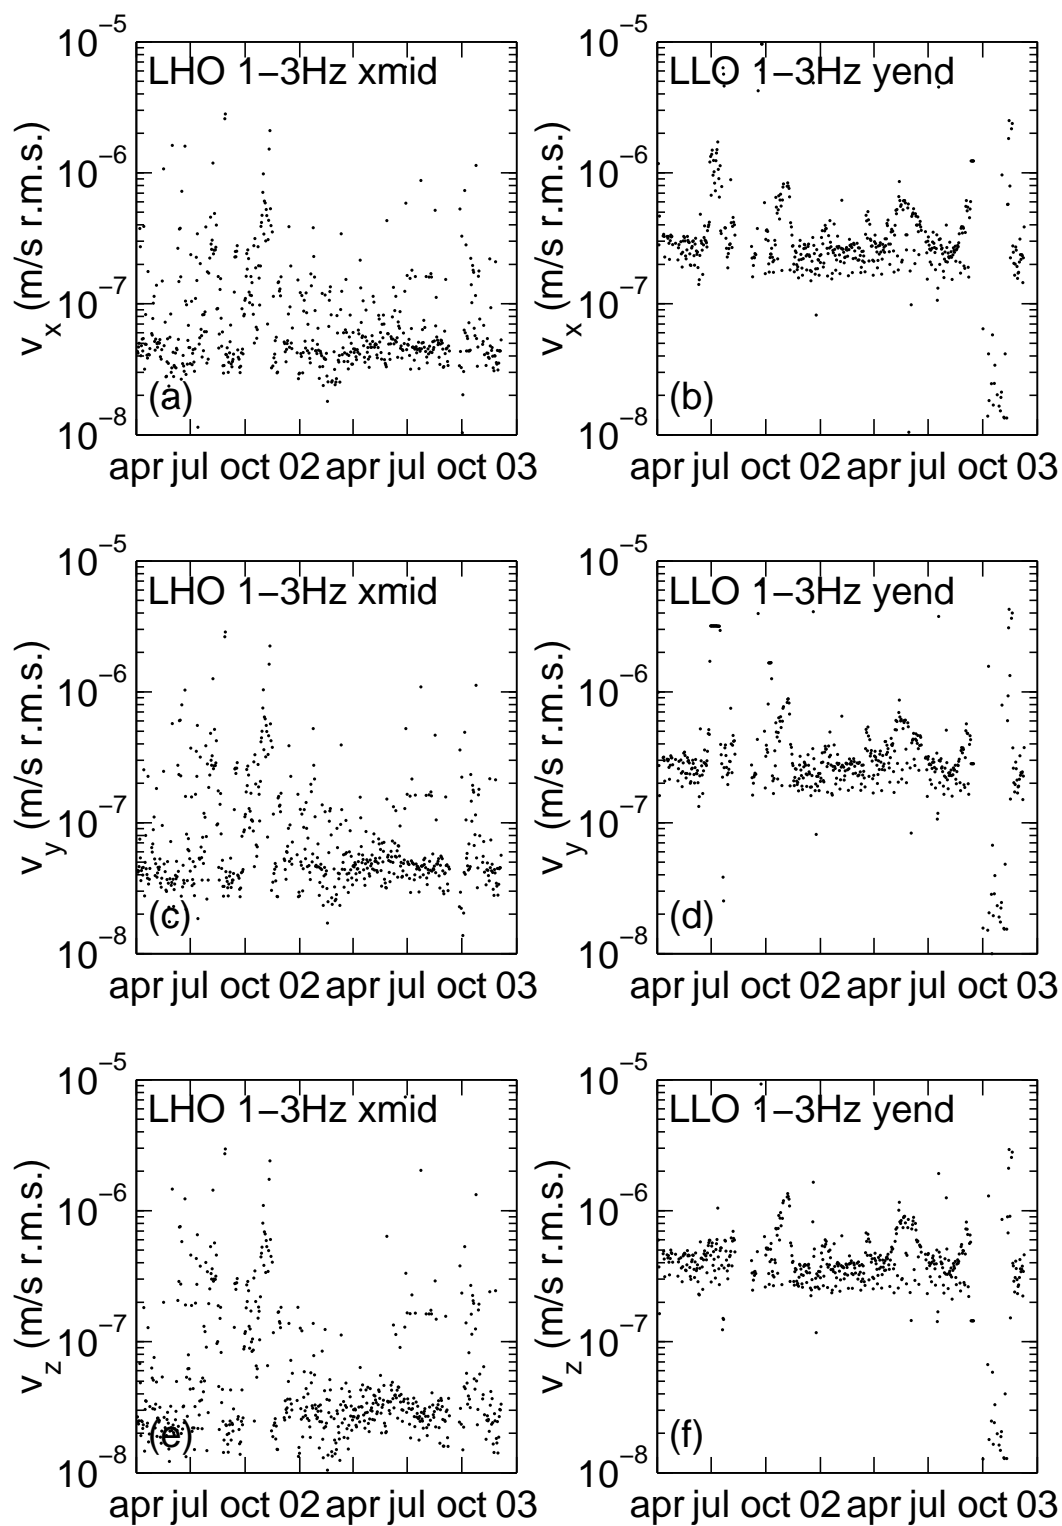 10^−5
10^−6
10^−7
10^−8
v_x (m/s r.m.s.)
LHO 1−3Hz xmid
(a)
apr jul oct 02 apr jul oct 03
10^−5
10^−6
10^−7
10^−8
v_x (m/s r.m.s.)
LLO 1−3Hz yend
(b)
apr jul oct 02 apr jul oct 03
10^−5
10^−6
10^−7
10^−8
v_y (m/s r.m.s.)
LHO 1−3Hz xmid
(c)
apr jul oct 02 apr jul oct 03
10^−5
10^−6
10^−7
10^−8
v_y (m/s r.m.s.)
LLO 1−3Hz yend
(d)
apr jul oct 02 apr jul oct 03
10^−5
10^−6
10^−7
10^−8
v_z (m/s r.m.s.)
LHO 1−3Hz xmid
(e)
apr jul oct 02 apr jul oct 03
10^−5
10^−6
10^−7
10^−8
v_z (m/s r.m.s.)
LLO 1−3Hz yend
(f)
apr jul oct 02 apr jul oct 03